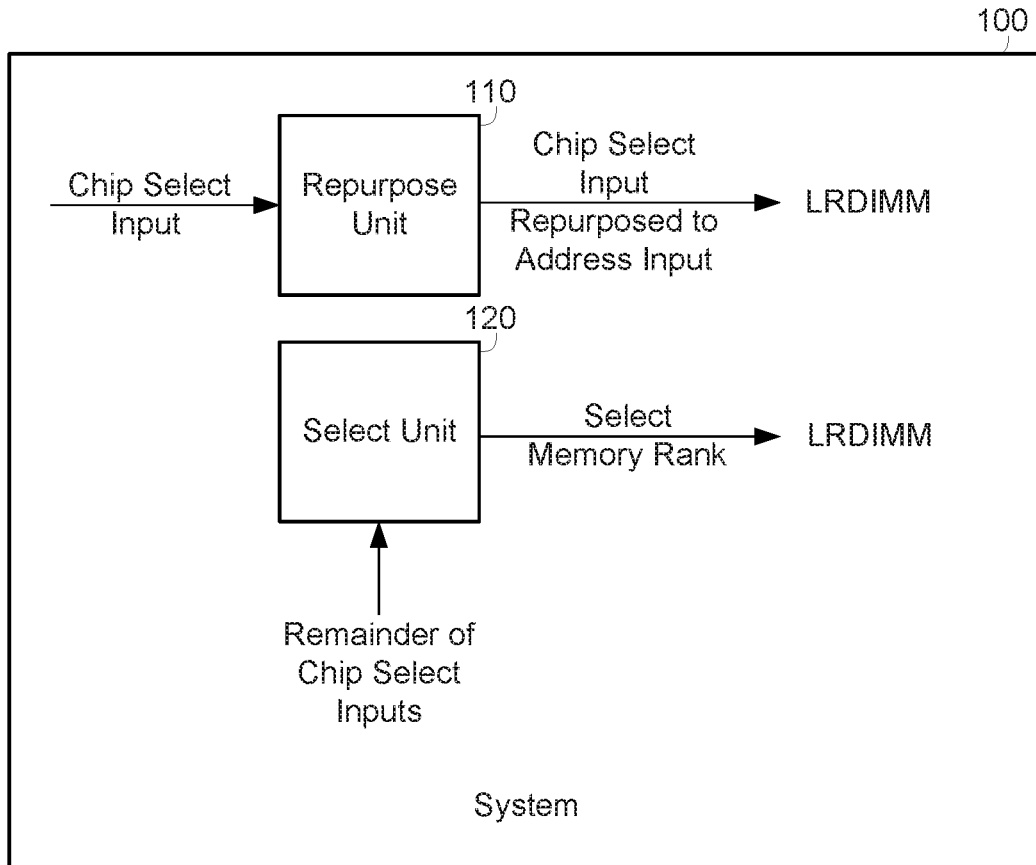 100
110
Chip Select
Input
Repurpose
Unit
Chip Select
Input
Repurposed to
Address Input
LRDIMM
120
Select Unit
Select
Memory Rank
LRDIMM
Remainder of
Chip Select
Inputs
System